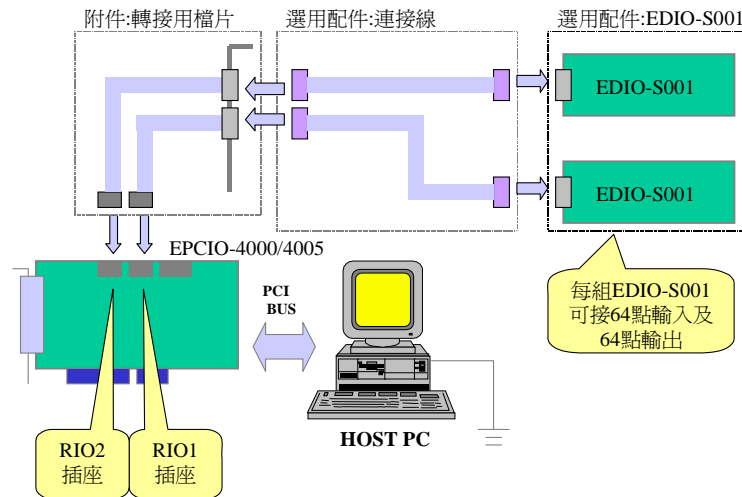 附件:轉接用檔片
選用配件:連接線
選用配件:EDIO-S001
EDIO-S001
EDIO-S001
EPCIO-4000/4005
PCI
BUS
每組EDIO-S001
可接64點輸入及
64點輸出
RIO2
插座
RIO1
插座
HOST PC